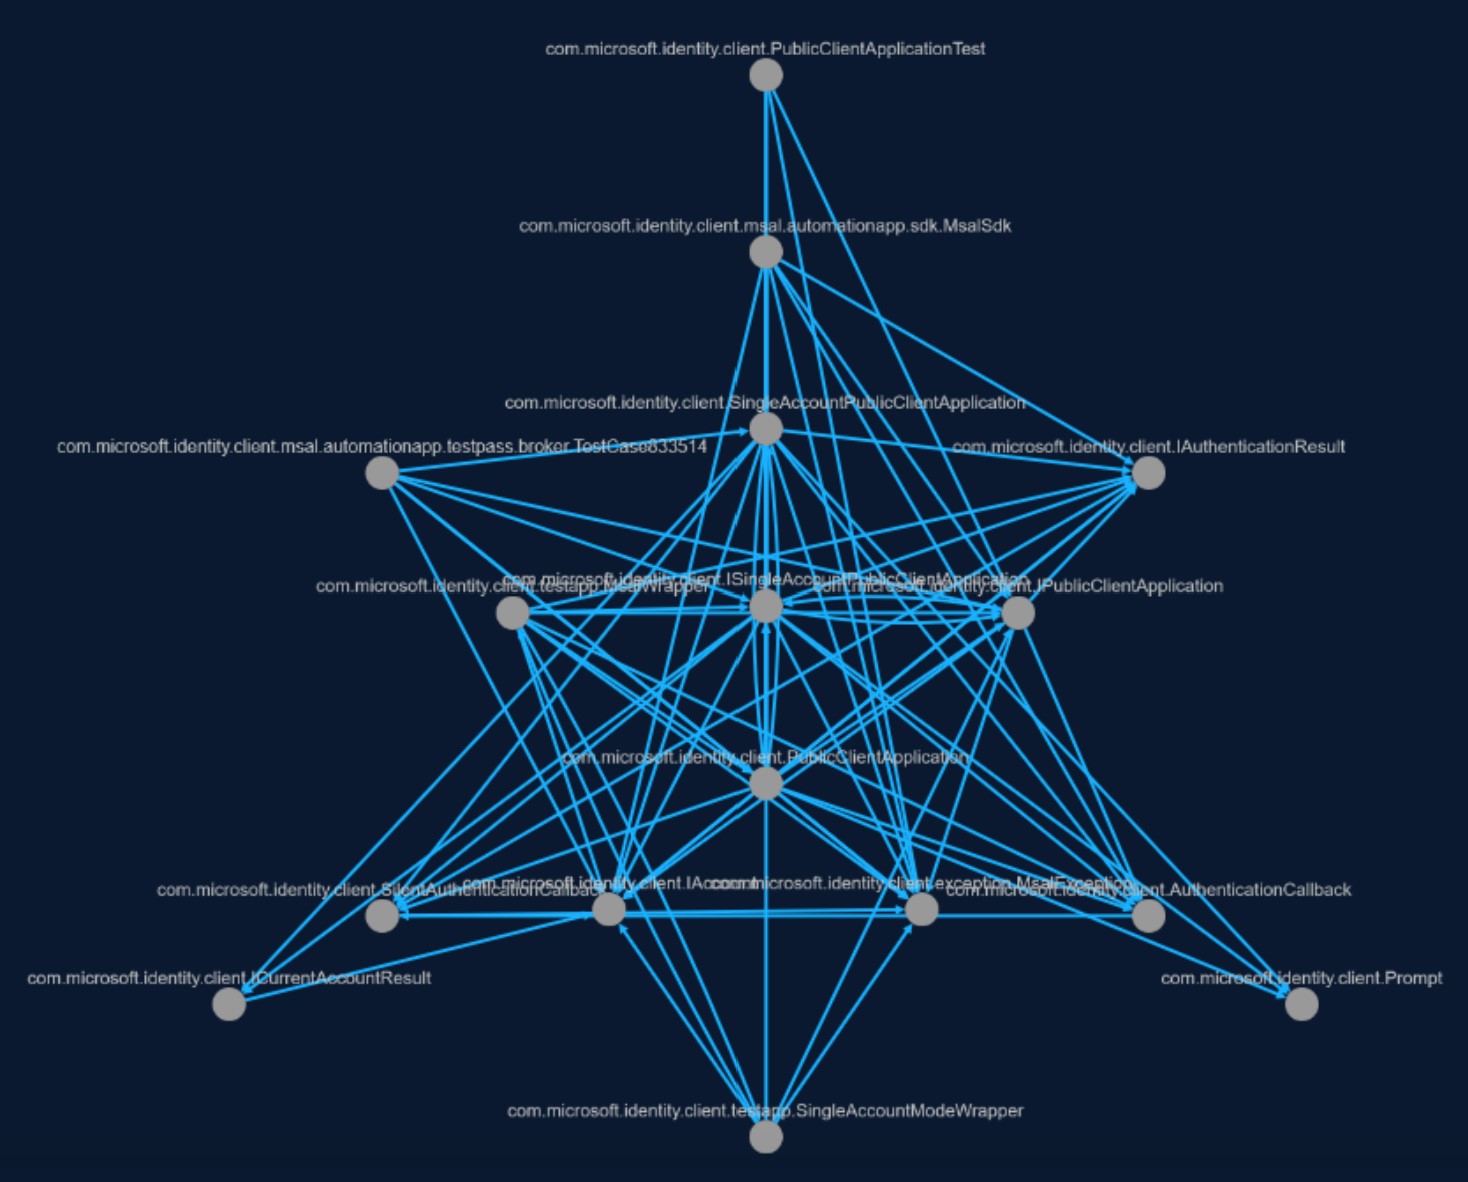 com.microsoft.identity.client.PublicClientApplicationTest
com.microsoft.identity.client.msal.automationapp.sdk.MsalSdk
com.microsoft.identity.client.SingleAccountPublicClientApplication
com.microsoft.identity.client.msal.automationapp.testpass.broker.TestCase833514
com.microsoft.identity.client.IAuthenticationResult
com.microsoft.identity.client.ISingleAccountPublicClientApplication
com.microsoft.identity.client.testapp.MsalWrapper
com.microsoft.identity.client.IPublicClientApplication
com.microsoft.identity.client.PublicClientApplication
com.microsoft.identity.client.SilentAuthenticationCallback
com.microsoft.identity.client.IAccount
com.microsoft.identity.client.exception.MsalException
com.microsoft.identity.client.AuthenticationCallback
com.microsoft.identity.client.ICurrentAccountResult
com.microsoft.identity.client.Prompt
com.microsoft.identity.client.testapp.SingleAccountModeWrapper